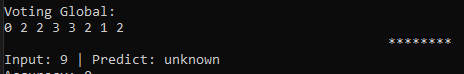 Voting Global:
0 2 2 3 3 2 1 2
********
Input: 9 | Predict: unknown